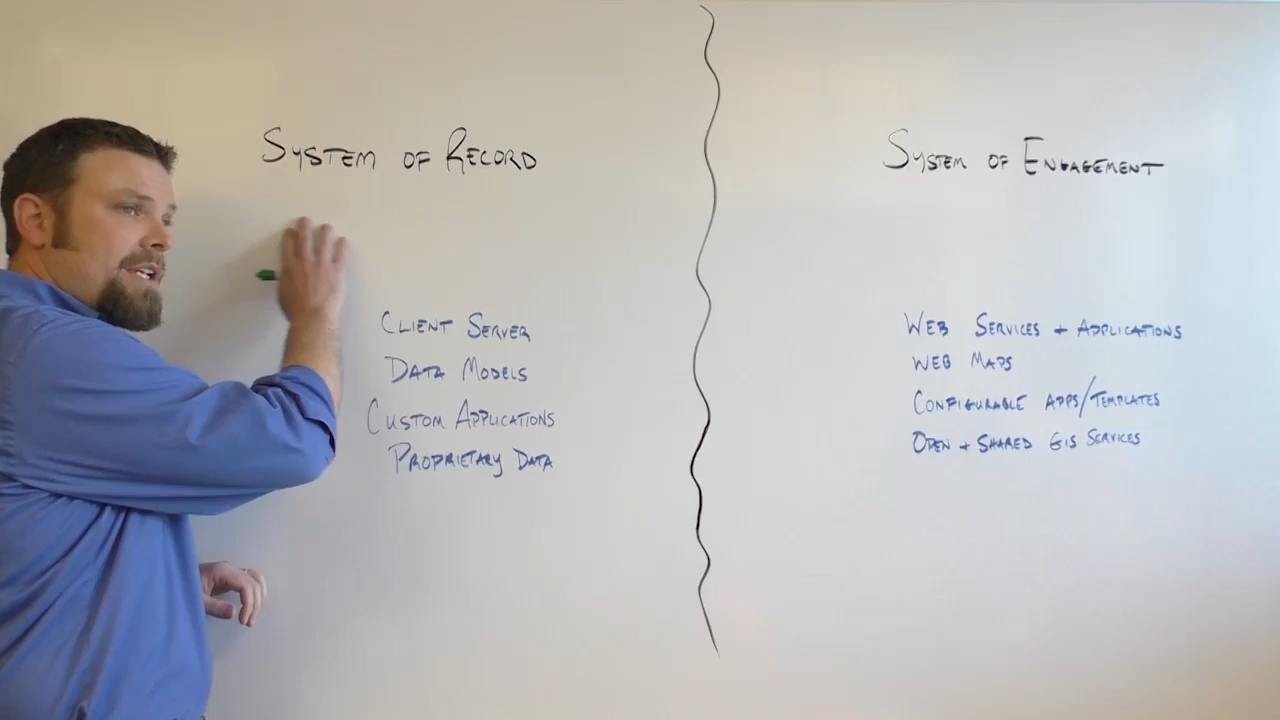 System of Record
Client Server
Data Models
Custom Applications
Proprietary Data
System of Engagement
Web Services + Applications
Web Maps
Configurable Apps/Templates
Open + Shared GIS Services